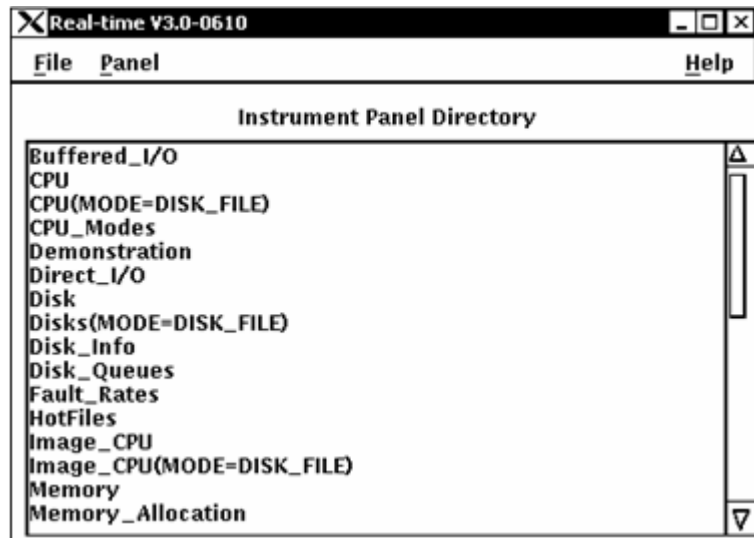 Real-time V3.0-0610
File Panel Help
Instrument Panel Directory
Buffered_I/O
CPU
CPU(MODE=DISK_FILE)
CPU_Modes
Demonstration
Direct_I/O
Disk
Disks(MODE=DISK_FILE)
Disk_Info
Disk_Queues
Fault_Rates
HotFiles
Image_CPU
Image_CPU(MODE=DISK_FILE)
Memory
Memory_Allocation